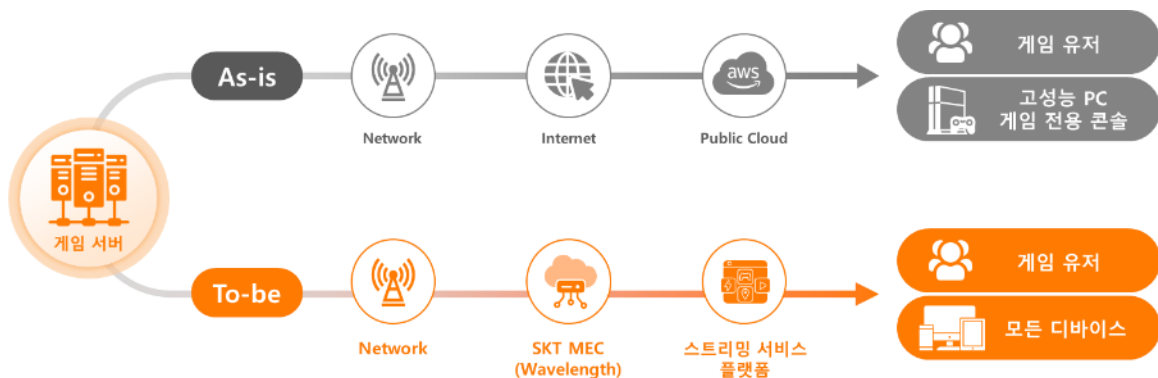 As-is
Network
Internet
aws
Public Cloud
게임 유저
고성능 PC
게임 전용 콘솔
게임 서버
To-be
Network
SKT MEC
(Wavelength)
스트리밍 서비스
플랫폼
게임 유저
모든 디바이스